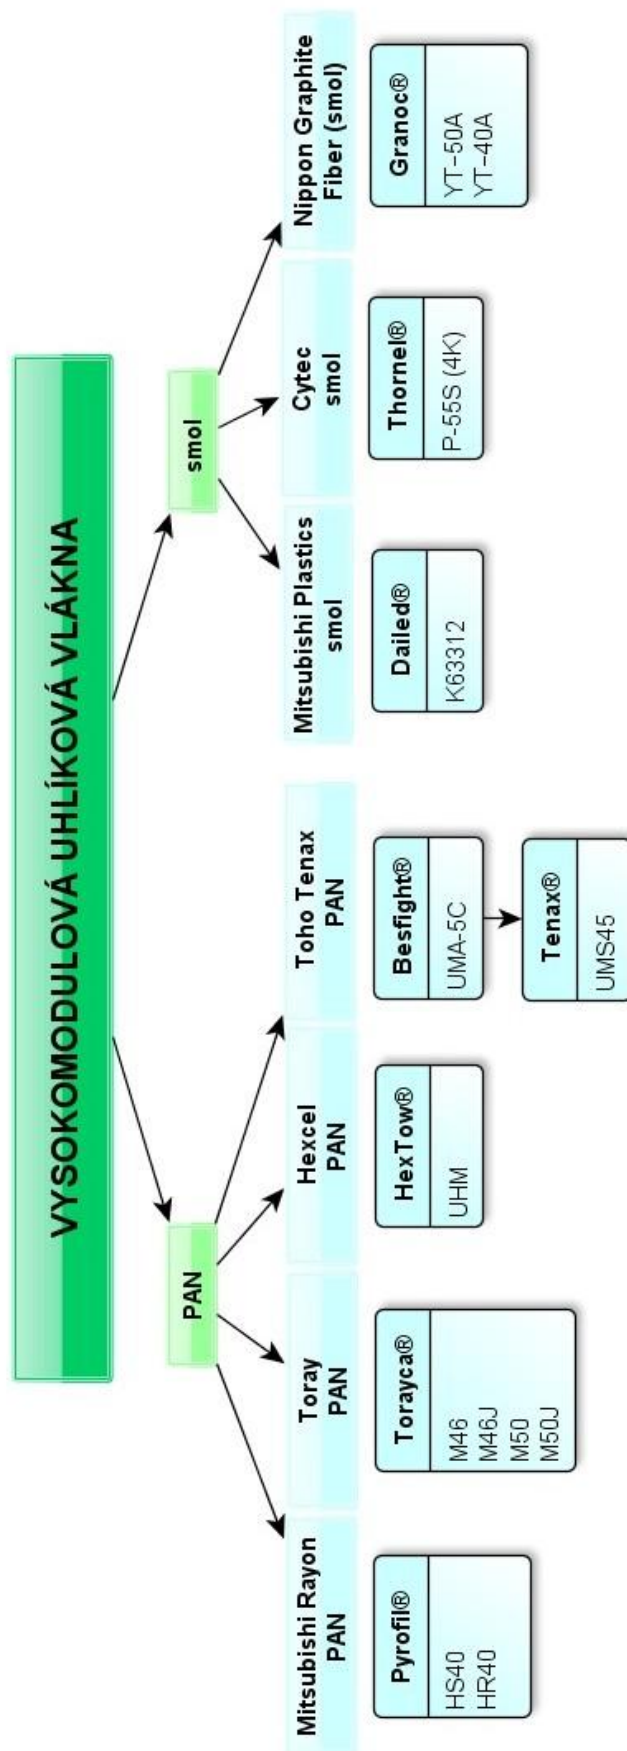 VYSOKOMODULOVÁ UHLÍKOVÁ VLÁKNA
PAN
smol
Mitsubishi Rayon
PAN
Toray
PAN
Hexcel
PAN
Toho Tenax
PAN
Mitsubishi Plastics
smol
Cytec
smol
Nippon Graphite
Fiber (smol)
Pyrofil®
HS40
HR40
Torayca®
M46
M46J
M50
M50J
HexTow®
UHM
Besfight®
UMA-5C
Tenax®
UMS45
Dailed®
K63312
Thornel®
P-55S (4K)
Granoc®
YT-50A
YT-40A